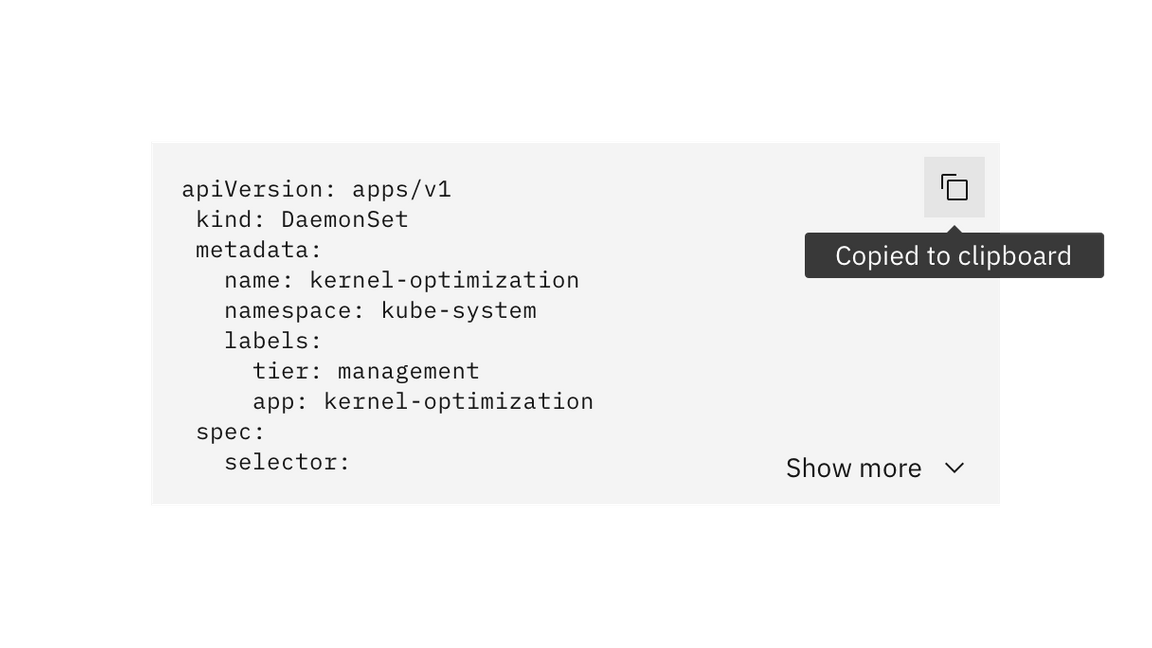 apiVersion: apps/v1
 kind: DaemonSet
 metadata:
   name: kernel-optimization
   namespace: kube-system
   labels:
     tier: management
     app: kernel-optimization
 spec:
   selector:
Copied to clipboard
Show more